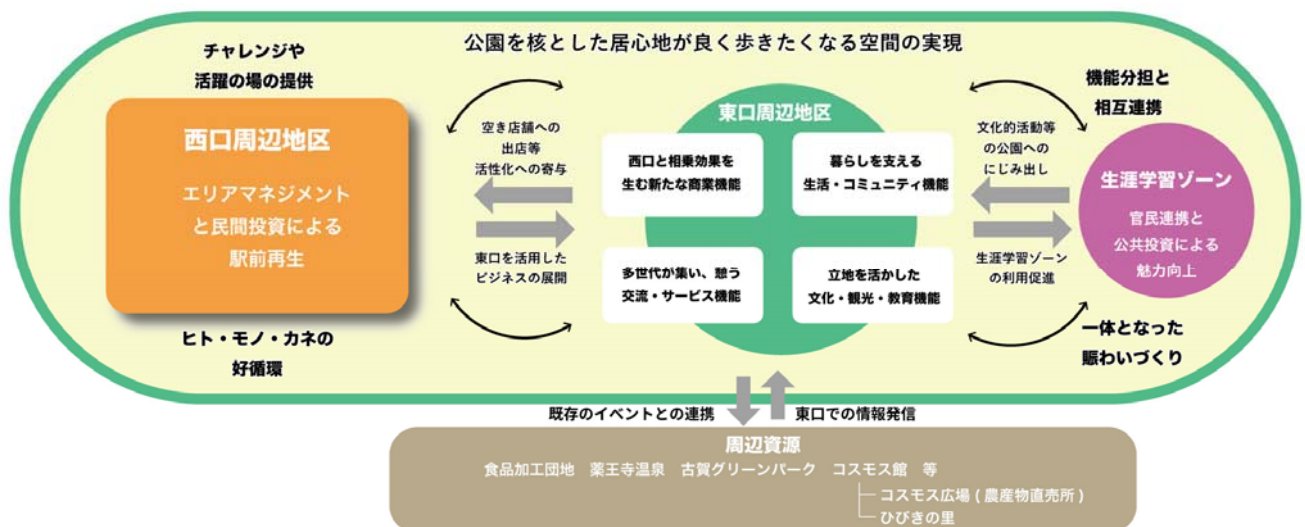 公園を核とした居心地が良く歩きたくなる空間の実現
チャレンジや
活躍の場の提供
西口周辺地区
エリアマネジメント
と民間投資による
駅前再生
ヒト・モノ・カネの
好循環
空き店舗への
出店等
活性化への寄与
東口を活用した
ビジネスの展開
東口周辺地区
西口と相乗効果を
生む新たな商業機能
暮らしを支える
生活・コミュニティ機能
多世代が集い、憩う
交流・サービス機能
立地を活かした
文化・観光・教育機能
文化的活動等
の公園への
にじみ出し
生涯学習ゾーン
の利用促進
機能分担と
相互連携
生涯学習ゾーン
官民連携と
公共投資による
魅力向上
一体となった
賑わいづくり
既存のイベントとの連携
東口での情報発信
周辺資源
食品加工団地 薬王寺温泉 古賀グリーンパーク コスモス館 等
コスモス広場 ( 農産物直売所 )
ひびきの里